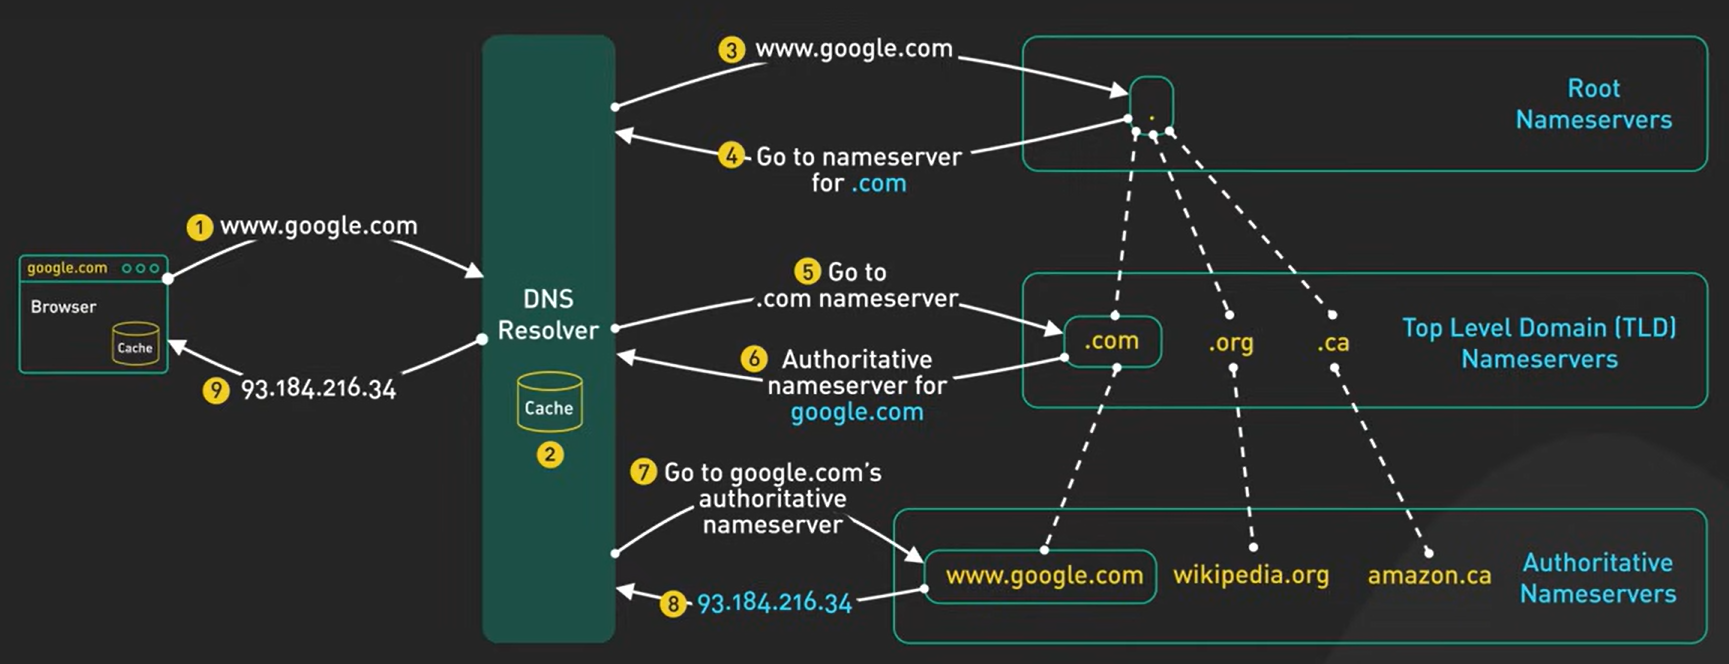 3 www.google.com
Root
Nameservers
.
4 Go to nameserver
for .com
1 www.google.com
google.com
Browser
Cache
9 93.184.216.34
DNS
Resolver
Cache
2
5 Go to
.com nameserver
6 Authoritative
nameserver for
google.com
.com
.org
.ca
Top Level Domain (TLD)
Nameservers
7 Go to google.com's
authoritative
nameserver
8 93.184.216.34
www.google.com
wikipedia.org
amazon.ca
Authoritative
Nameservers